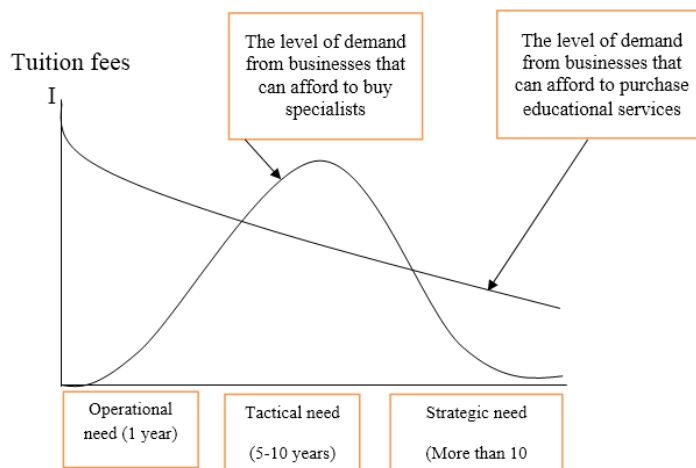 The level of demand
from businesses that
can afford to buy
specialists
The level of demand
from businesses that
can afford to purchase
educational services
Tuition fees
I
Operational
need (1 year)
Tactical need
(5-10 years)
Strategic need
(More than 10